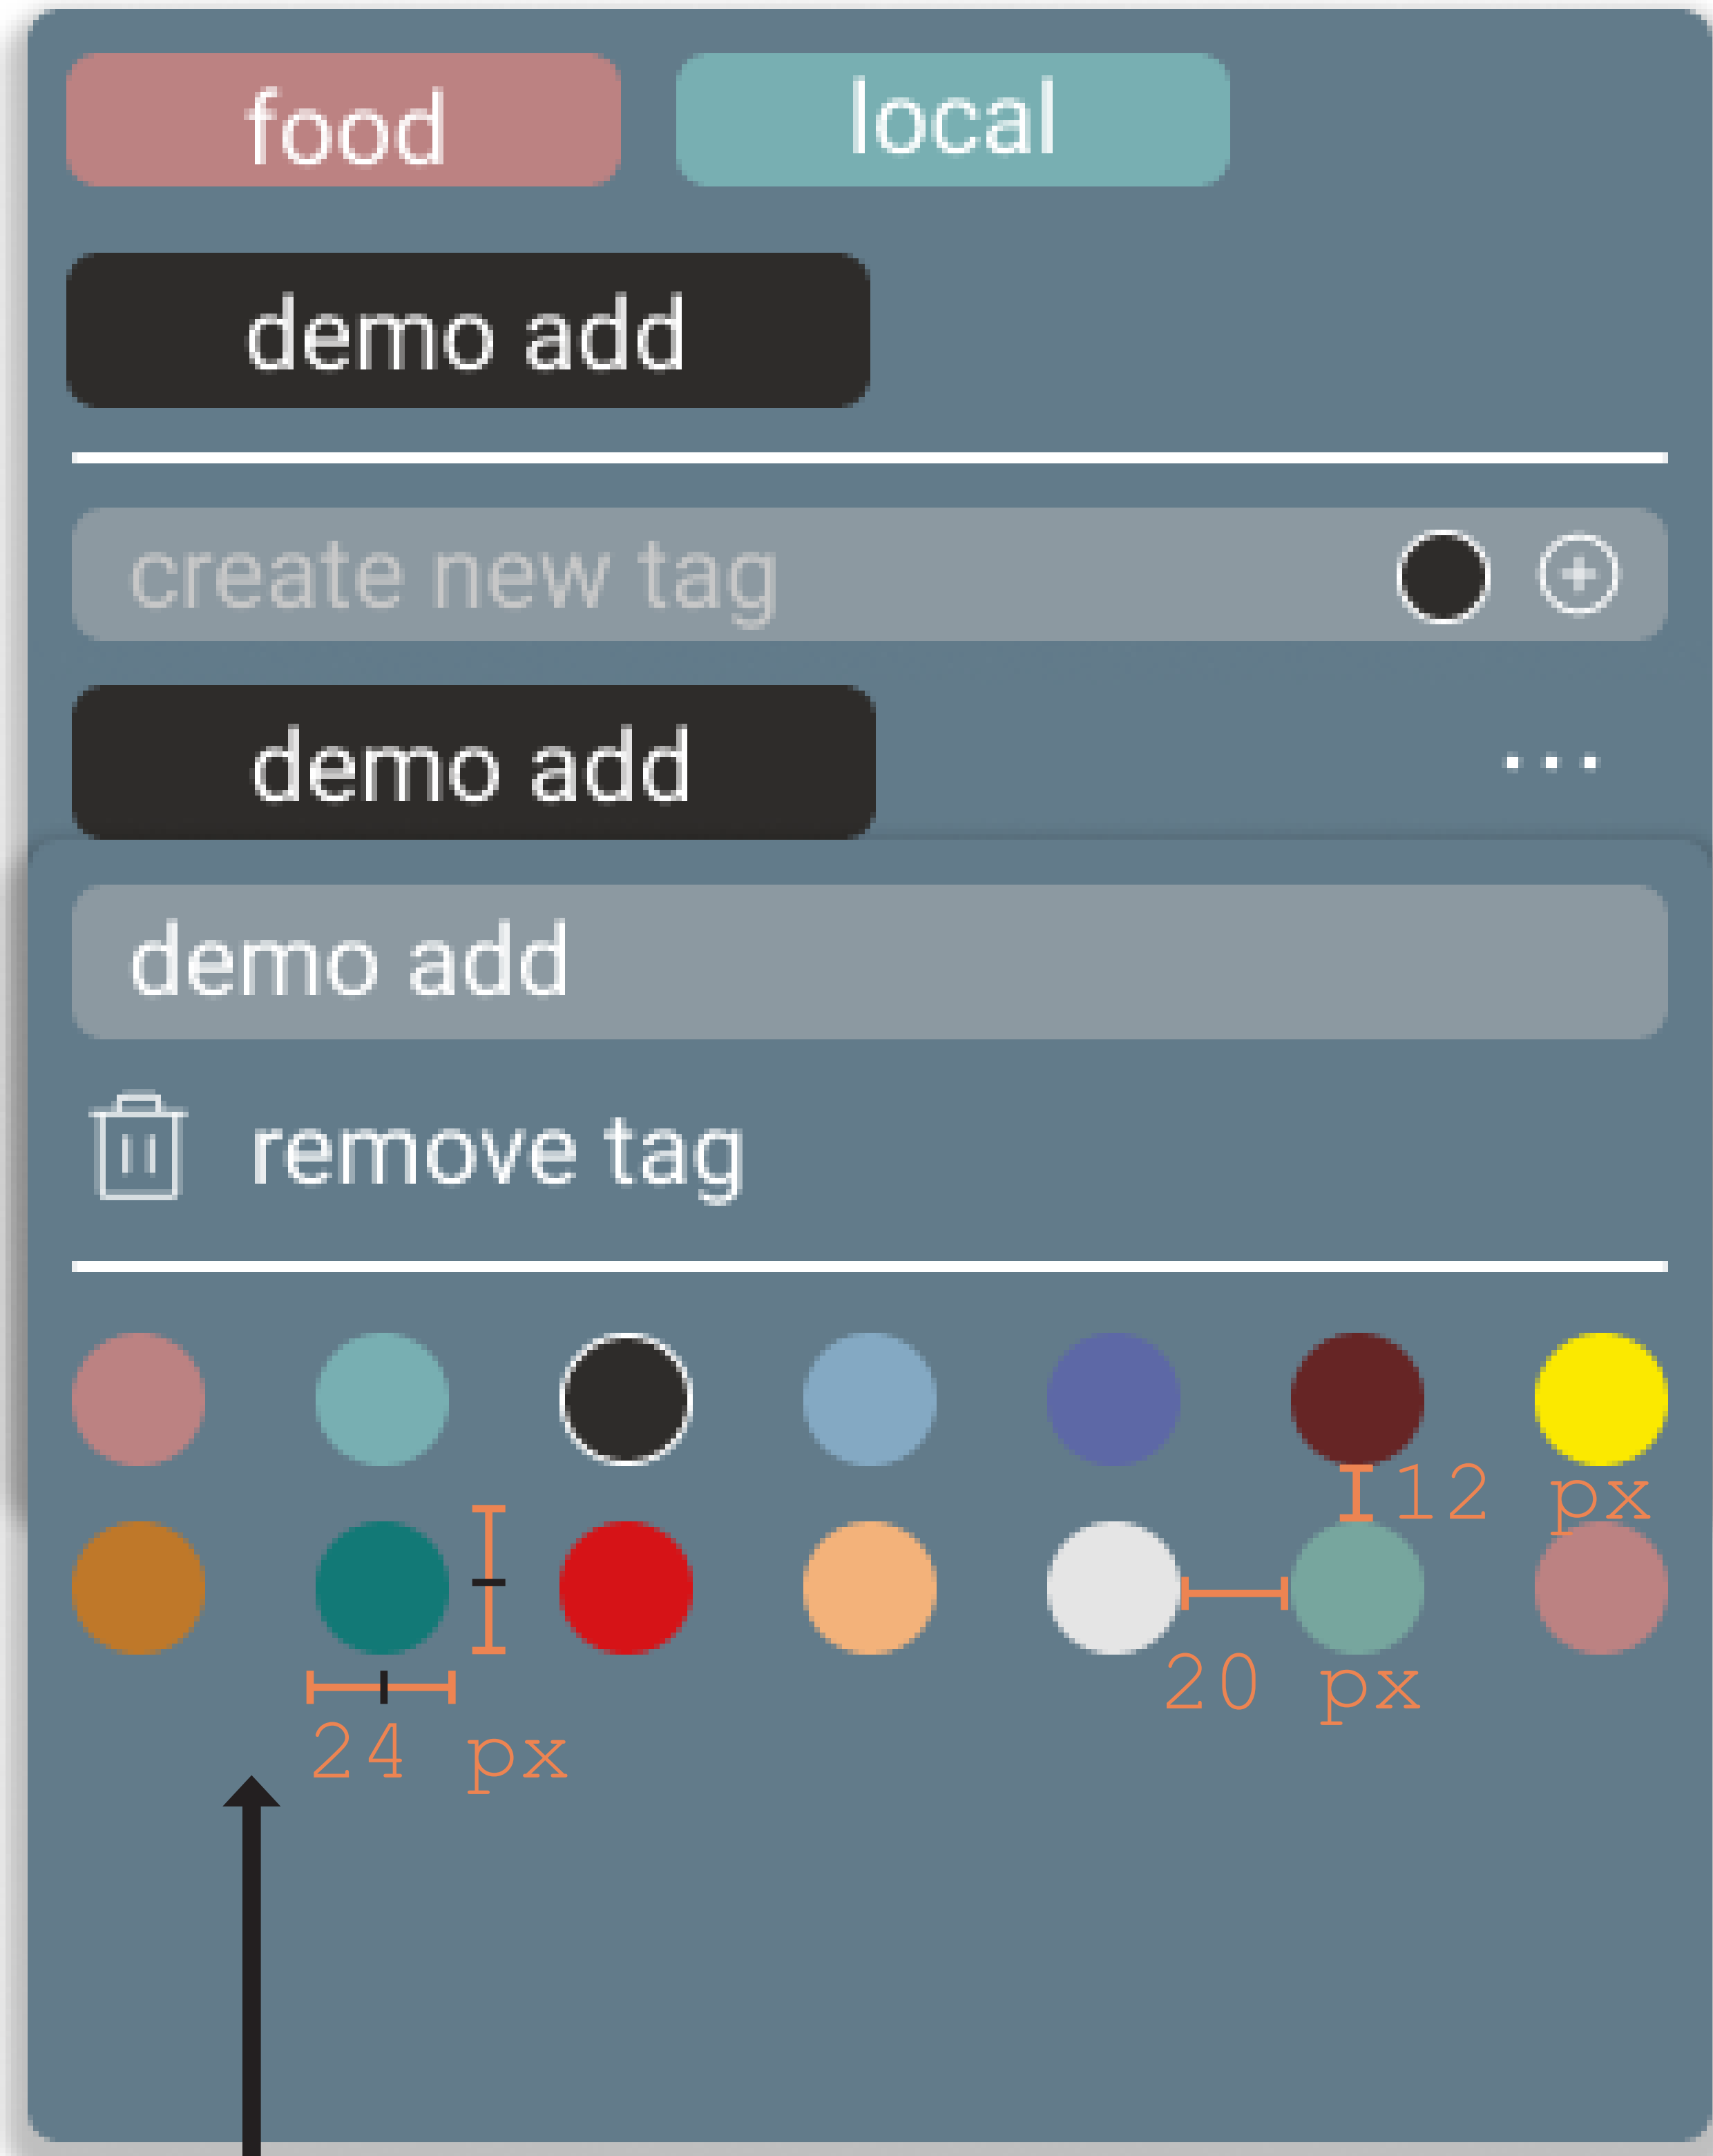 food local
demo add
create new tag
demo add ...
demo add
remove tag
12 px
20 px
24 px